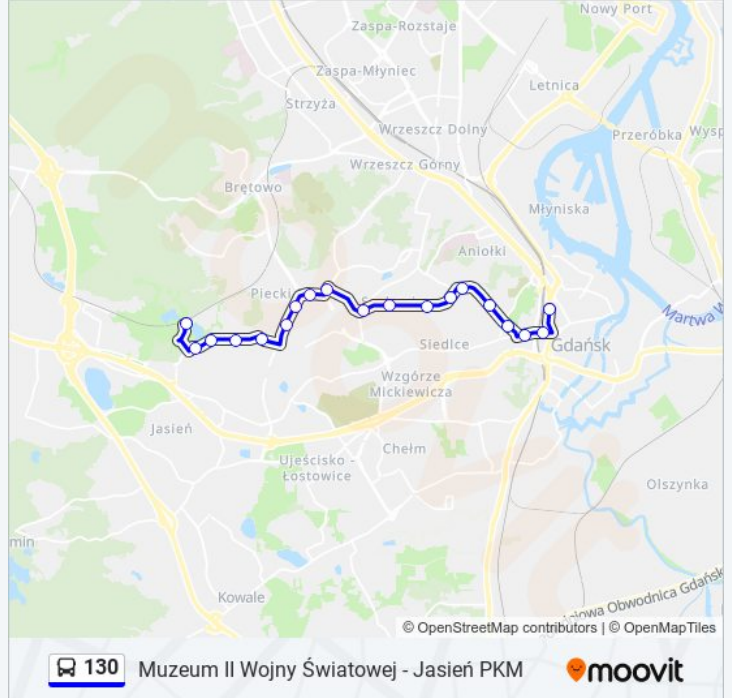 Nowy Port
Zaspa-Rozstaje
Zaspa-Młyniec
Letnica
Strzyża
Wrzeszcz Dolny
Przeróbka
Wysp
Wrzeszcz Górny
Brętowo
Młyniska
Aniołki
Piecki
Martwa W
Siedlce
Gdańsk
Wzgórze
Mickiewicza
Jasień
Chełm
Ujeścisko -
Łostowice
Olszynka
min
Kowale
owa Obwodnica Gdańsk
© OpenStreetMap contributors | © OpenMapTiles
130 Muzeum II Wojny Światowej - Jasień PKM moovit